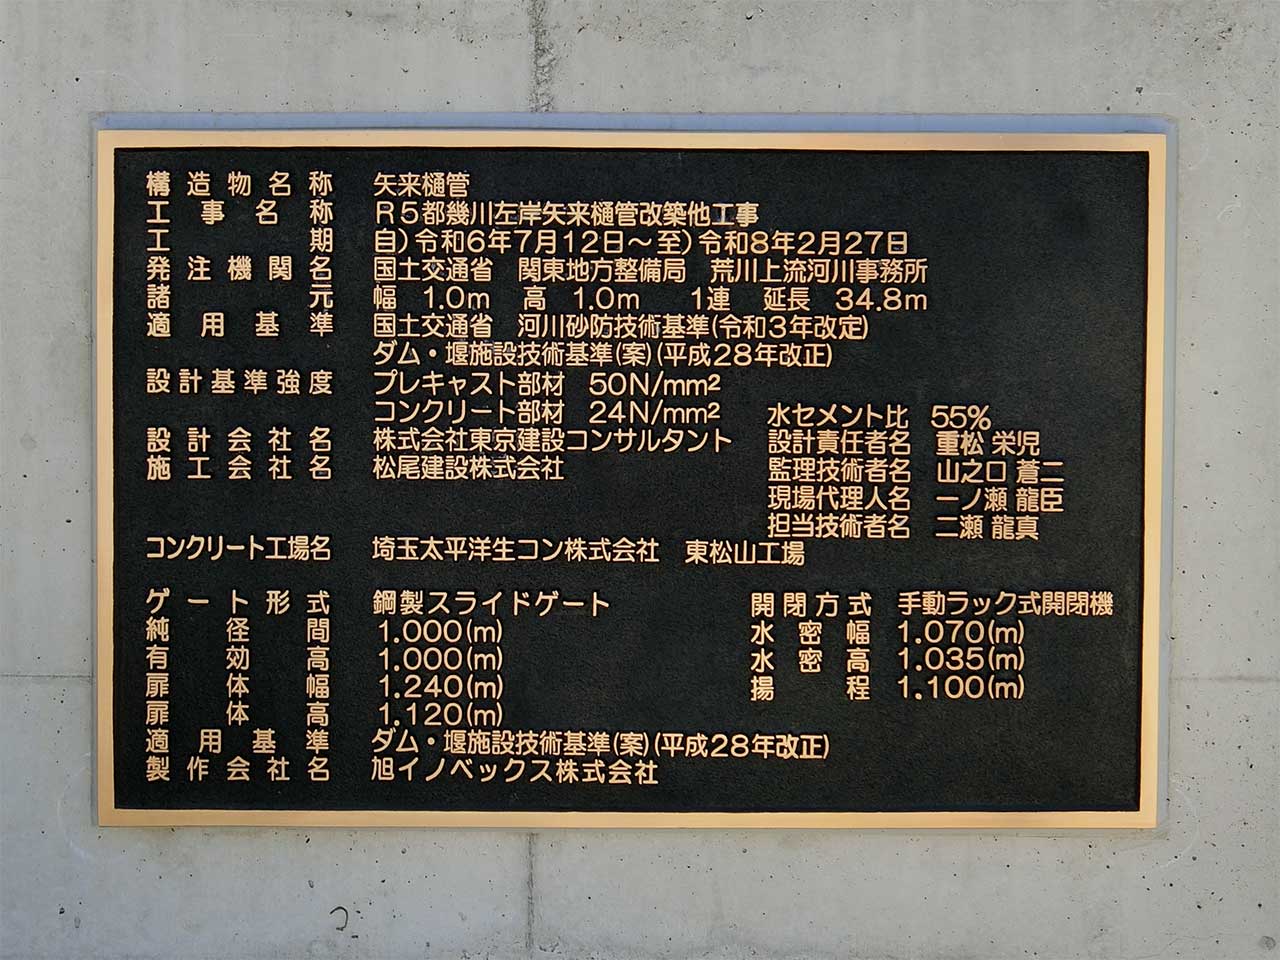 構造物名称 矢来樋管
工事名称 R5都幾川左岸矢来樋管改築他工事
工期 自)令和6年7月12日～至)令和8年2月27日
発注機関名 国土交通省 関東地方整備局 荒川上流河川事務所
諸元 幅 1.0m 高 1.0m 1連 延長 34.8m
適用基準 国土交通省 河川砂防技術基準(令和3年改定)
ダム・堰施設技術基準(案)(平成28年改正)
設計基準強度 プレキャスト部材 50N/mm²
コンクリート部材 24N/mm² 水セメント比 55%
設計会社名 株式会社東京建設コンサルタント 設計責任者名 重松 栄児
施工会社名 松尾建設株式会社 監理技術者名 山之口 蒼二
現場代理人名 一ノ瀬 龍臣
担当技術者名 二瀬 龍真
コンクリート工場名 埼玉太平洋生コン株式会社 東松山工場
ゲート形式 鋼製スライドゲート 開閉方式 手動ラック式開閉機
純径間 1.000(m) 水密幅 1.070(m)
有効高 1.000(m) 水密高 1.035(m)
扉体幅 1.240(m) 揚程 1.100(m)
扉体高 1.120(m)
適用基準 ダム・堰施設技術基準(案)(平成28年改正)
製作会社名 旭イノベックス株式会社